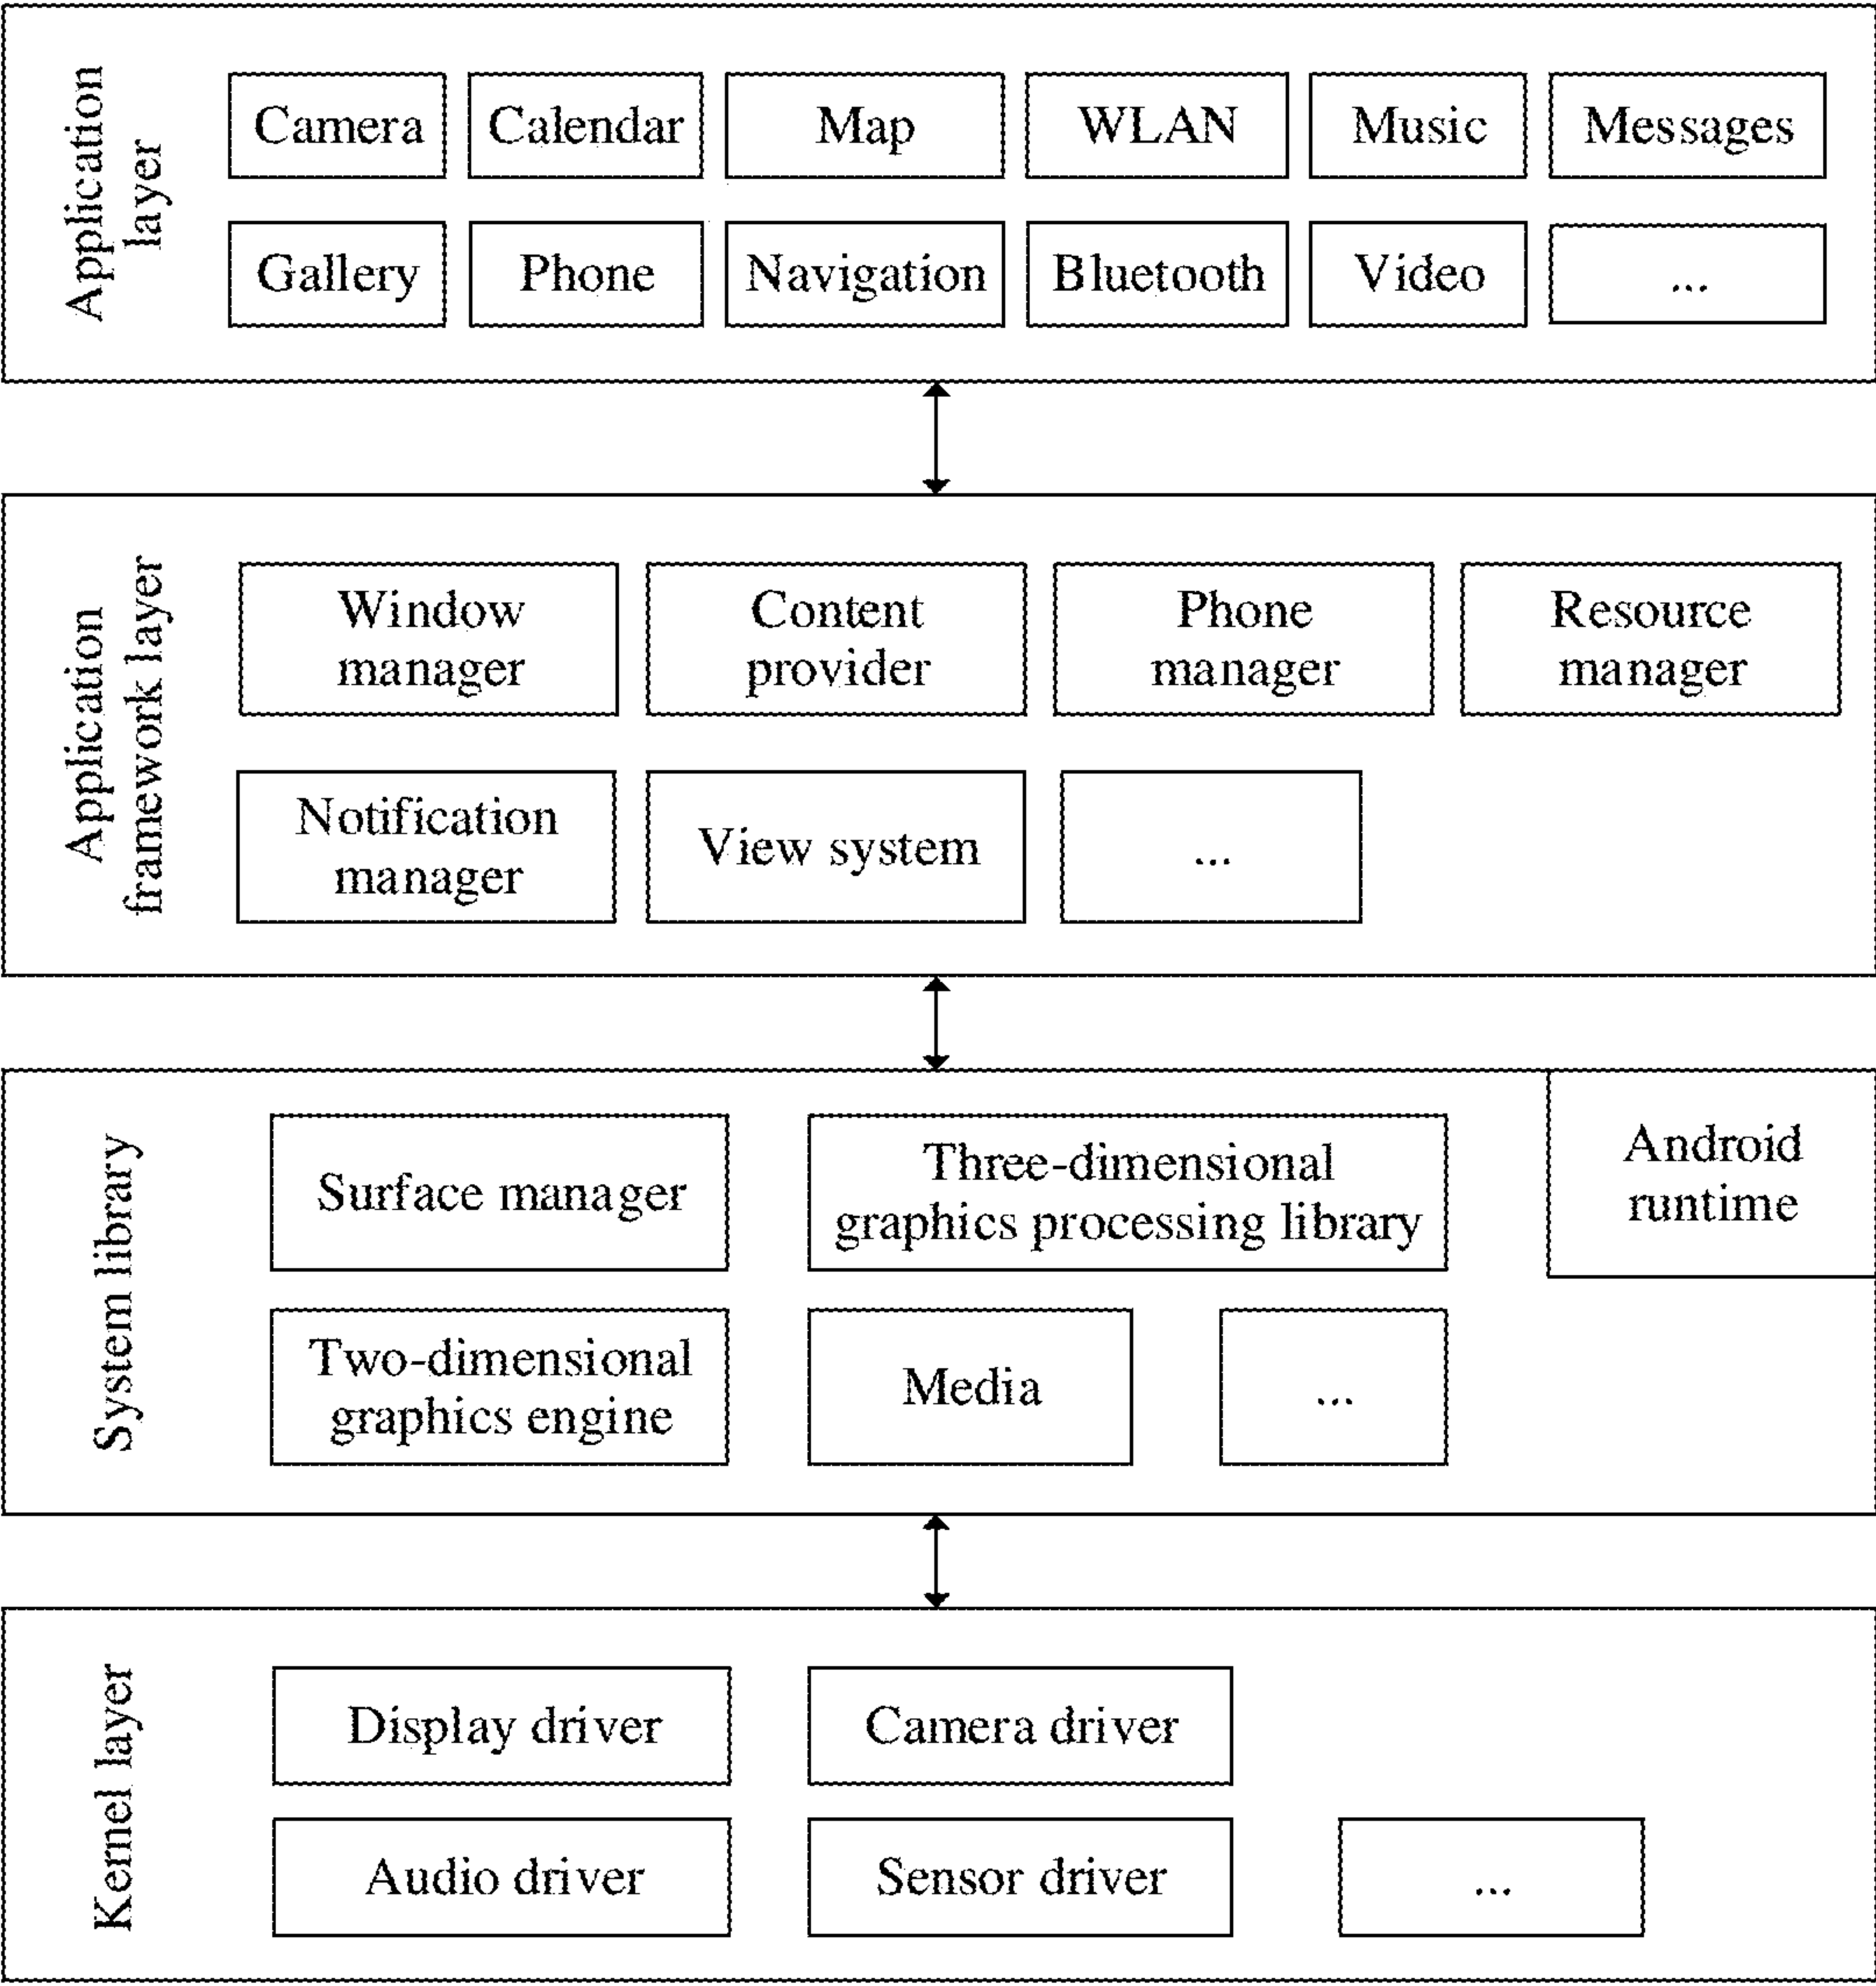 Application
layer
Camera
Calendar
Map
WLAN
Music
Messages
Gallery
Phone
Navigation
Bluetooth
Video
...
Application
framework layer
Window
manager
Content
provider
Phone
manager
Resource
manager
Notification
manager
View system
...
System library
Surface manager
Three-dimensional
graphics processing library
Android
runtime
Two-dimensional
graphics engine
Media
...
Kernel layer
Display driver
Camera driver
Audio driver
Sensor driver
...